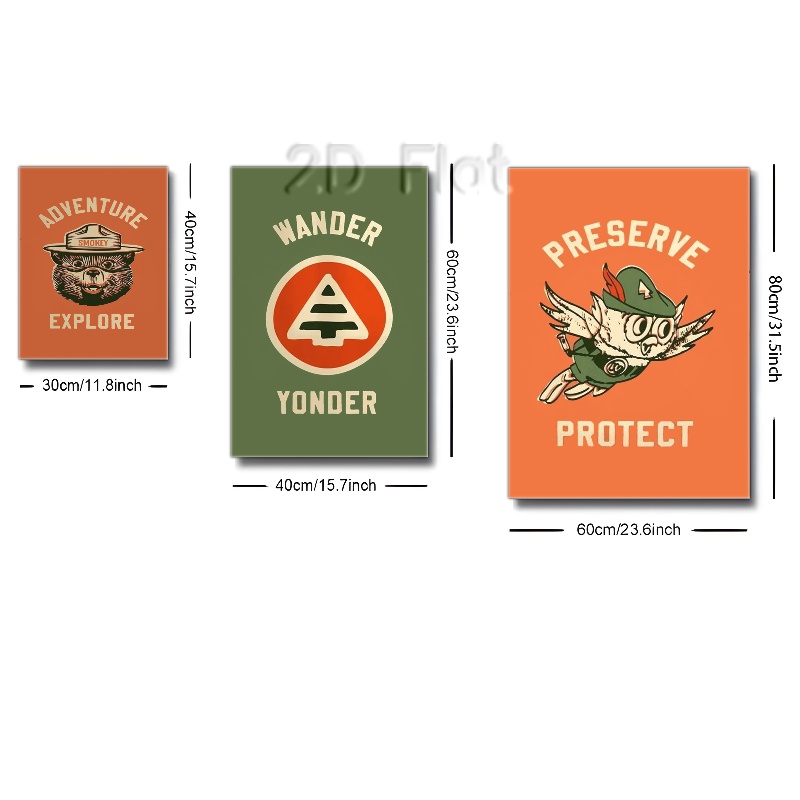 2D Flat
ADVENTURE
SMOKEY
EXPLORE
40cm/15.7inch
30cm/11.8inch
WANDER
YONDER
60cm/23.6inch
40cm/15.7inch
PRESERVE
PROTECT
80cm/31.5inch
60cm/23.6inch